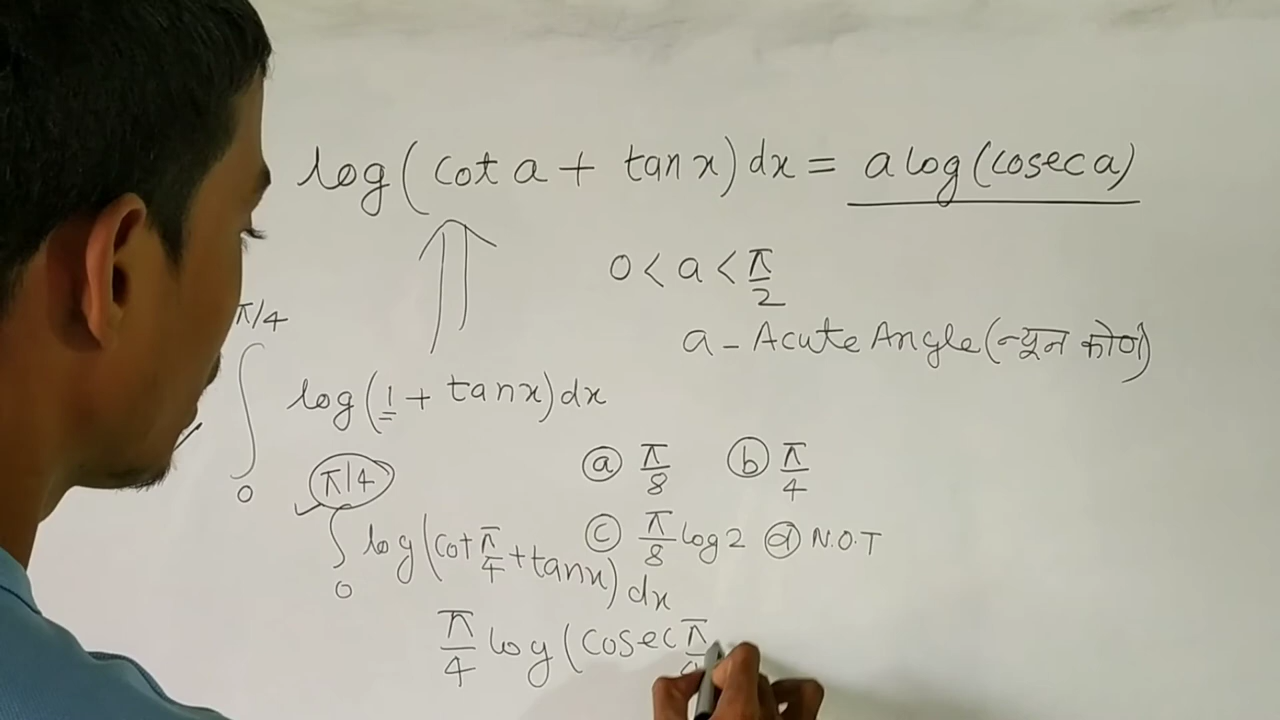 log(cot a + tan x) dx = a log(cosec a)
0 < a < π/2
a - Acute Angle (न्यून कोण)
π/4
∫ log(1 + tan x) dx
0
ⓐ π/8 ⓑ π/4
π/4
ⓒ π/8 log 2 ⓓ N.O.T
∫ log(cot π/4 + tan x) dx
0
π/4 log(cosec π/